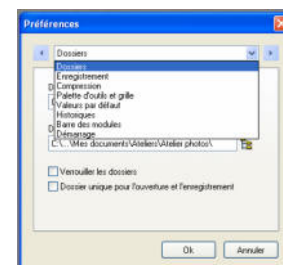 Préférences
Dossiers
Dossiers
Enregistrement
Compression
Palette d'outils et grille
Valeurs par défaut
Historiques
Barre des modules
Démarrage
C:\...\Mes documents\Ateliers\Atelier photos\
Verrouiller les dossiers
Dossier unique pour l'ouverture et l'enregistrement
Ok Annuler